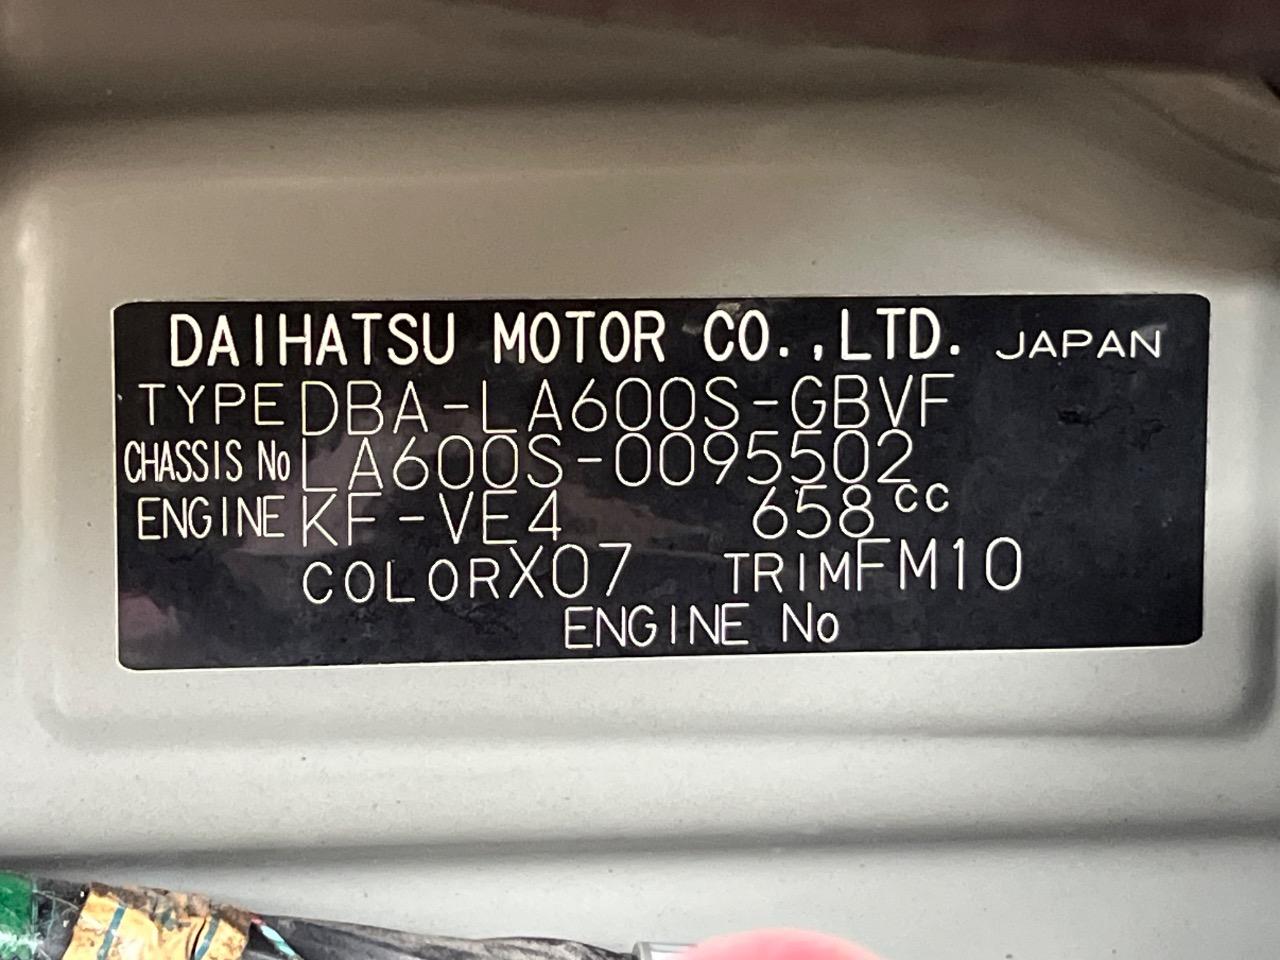 DAIHATSU MOTOR CO.,LTD. JAPAN
TYPE DBA-LA600S-GBVF
CHASSIS No LA600S-0095502
ENGINE KF-VE4 658cc
COLOR X07 TRIM FM10
ENGINE No